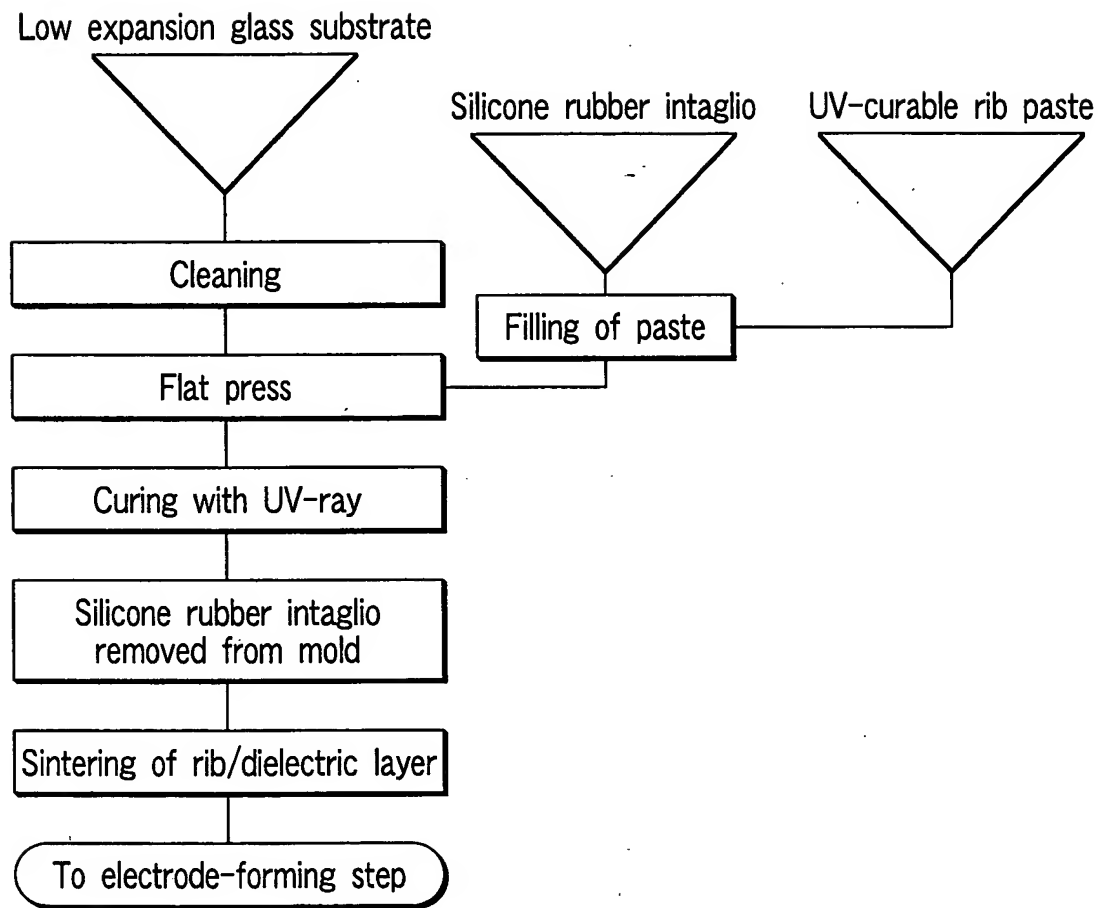 Low expansion glass substrate
Silicone rubber intaglio
UV-curable rib paste
Cleaning
Filling of paste
Flat press
Curing with UV-ray
Silicone rubber intaglio
removed from mold
Sintering of rib/dielectric layer
To electrode-forming step